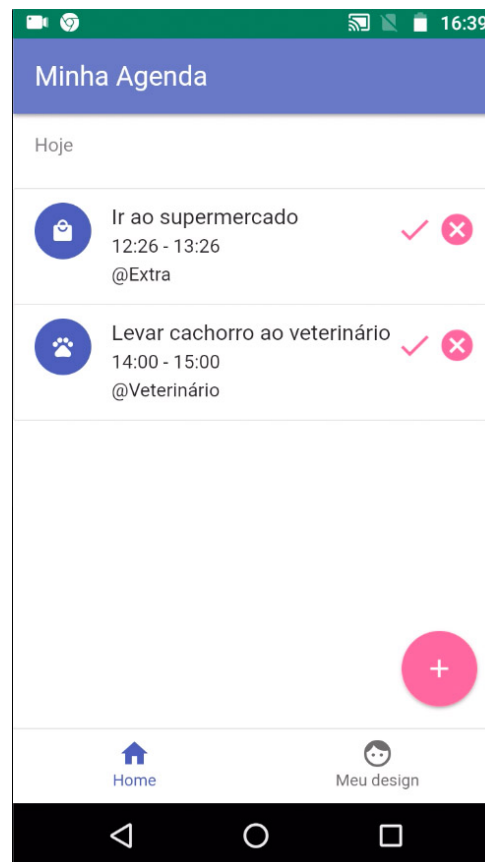 16:39
Minha Agenda
Hoje
Ir ao supermercado
12:26 - 13:26
@Extra
Levar cachorro ao veterinário
14:00 - 15:00
@Veterinário
+
Home
Meu design